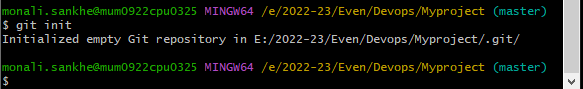 monali.sankhe@mum0922cpu0325 MINGW64 /e/2022-23/Even/Devops/Myproject (master)
$ git init
Initialized empty Git repository in E:/2022-23/Even/Devops/Myproject/.git/
monali.sankhe@mum0922cpu0325 MINGW64 /e/2022-23/Even/Devops/Myproject (master)
$